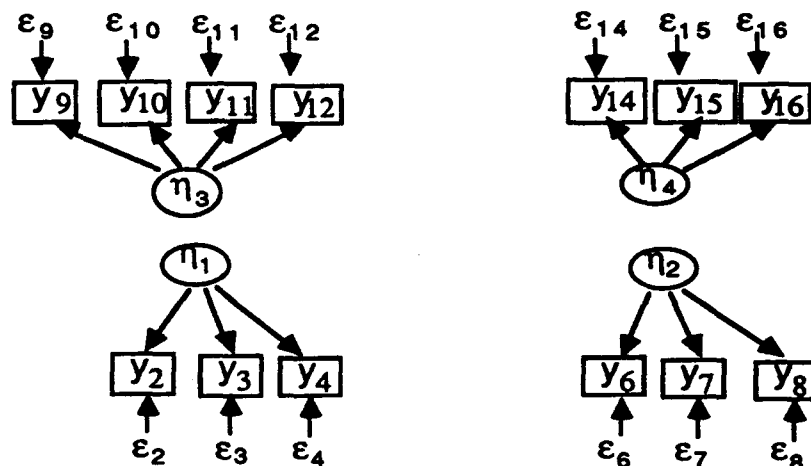 ε9 ε10 ε11 ε12 ε14 ε15 ε16
y9 y10 y11 y12 y14 y15 y16
η3 η4
η1 η2
y2 y3 y4 y6 y7 y8
ε2 ε3 ε4 ε6 ε7 ε8